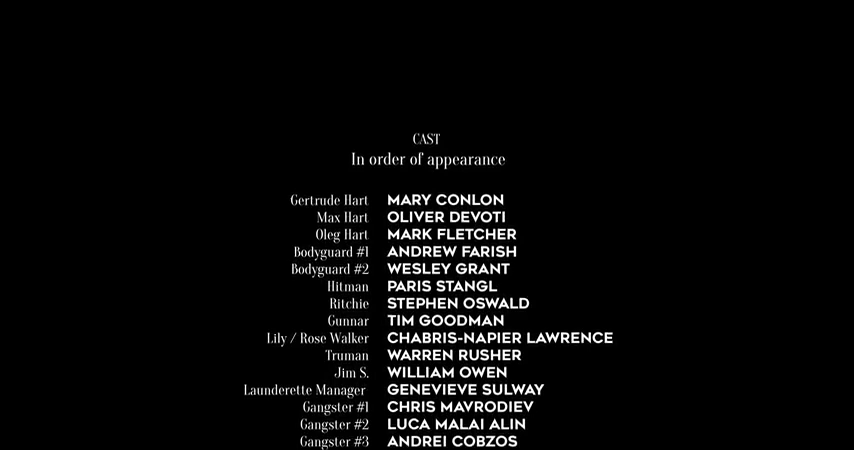 CAST
In order of appearance
Gertrude Hart MARY CONLON
Max Hart OLIVER DEVOTI
Oleg Hart MARK FLETCHER
Bodyguard #1 ANDREW FARISH
Bodyguard #2 WESLEY GRANT
Hitman PARIS STANGL
Ritchie STEPHEN OSWALD
Gunnar TIM GOODMAN
Lily / Rose Walker CHABRIS-NAPIER LAWRENCE
Truman WARREN RUSHER
Jim S. WILLIAM OWEN
Launderette Manager GENEVIEVE SULWAY
Gangster #1 CHRIS MAVRODIEV
Gangster #2 LUCA MALAI ALIN
Gangster #3 ANDREI COBZOS